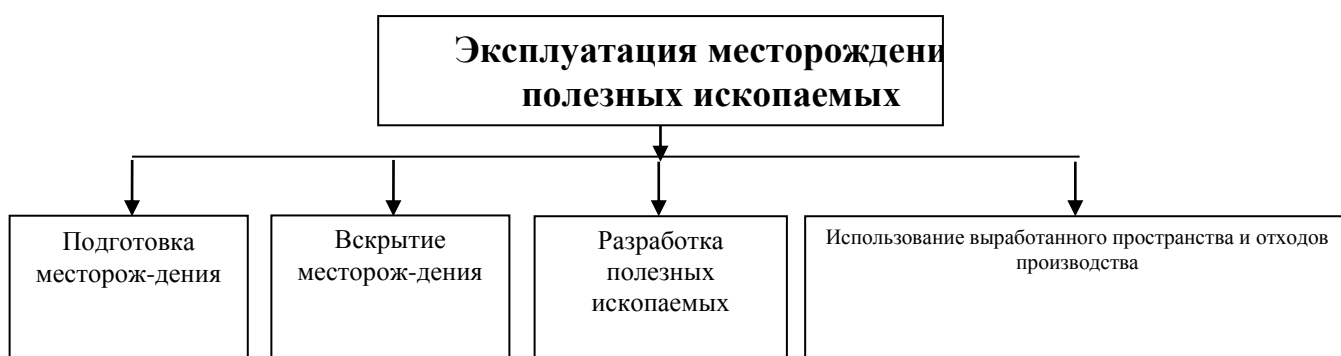 Эксплуатация месторождени
полезных ископаемых
Подготовка
месторож-дения
Вскрытие
месторож-дения
Разработка
полезных
ископаемых
Использование выработанного пространства и отходов
производства